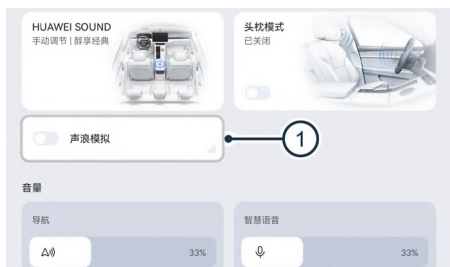 HUAWEI SOUND
手动调节 | 醇享经典
头枕模式
已关闭
声浪模拟
1
音量
导航
智慧语音
33%
33%